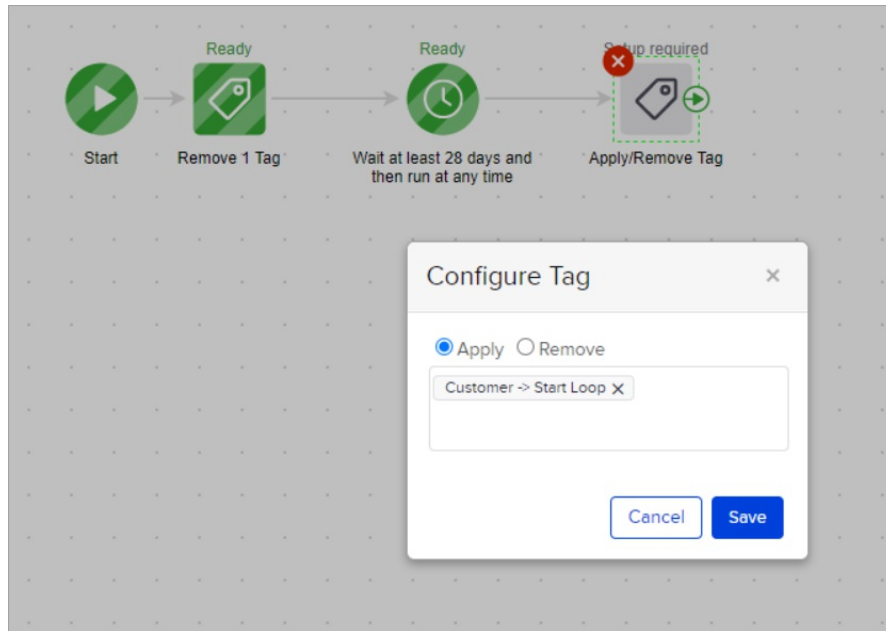 Ready
Ready
Setup required
Start
Remove 1 Tag
Wait at least 28 days and
then run at any time
Apply/Remove Tag
Configure Tag
Apply
Remove
Customer -> Start Loop
Cancel
Save